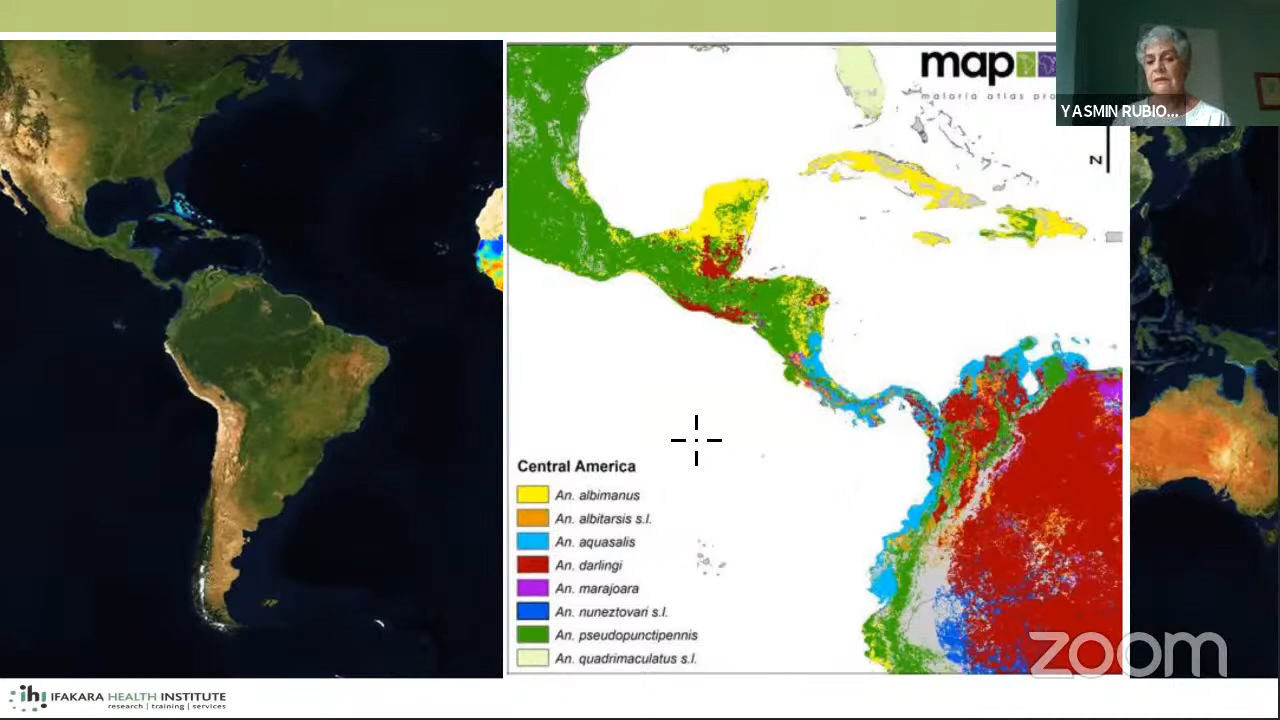 map
malaria atlas pro
YASMIN RUBIO...
N
Central America
An. albimanus
An. albitarsis s.l.
An. aquasalis
An. darlingi
An. marajoara
An. nuneztovari s.l.
An. pseudopunctipennis
An. quadrimaculatus s.l.
zoom
ihi IFAKARA HEALTH INSTITUTE
research | training | services